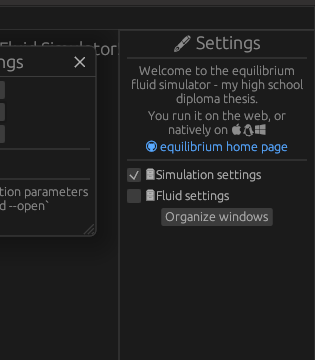 Fluid Simulator
ngs
tion parameters
d --open`
Settings
Welcome to the equilibrium
fluid simulator - my high school
diploma thesis.
You run it on the web, or
natively on
equilibrium home page
Simulation settings
Fluid settings
Organize windows